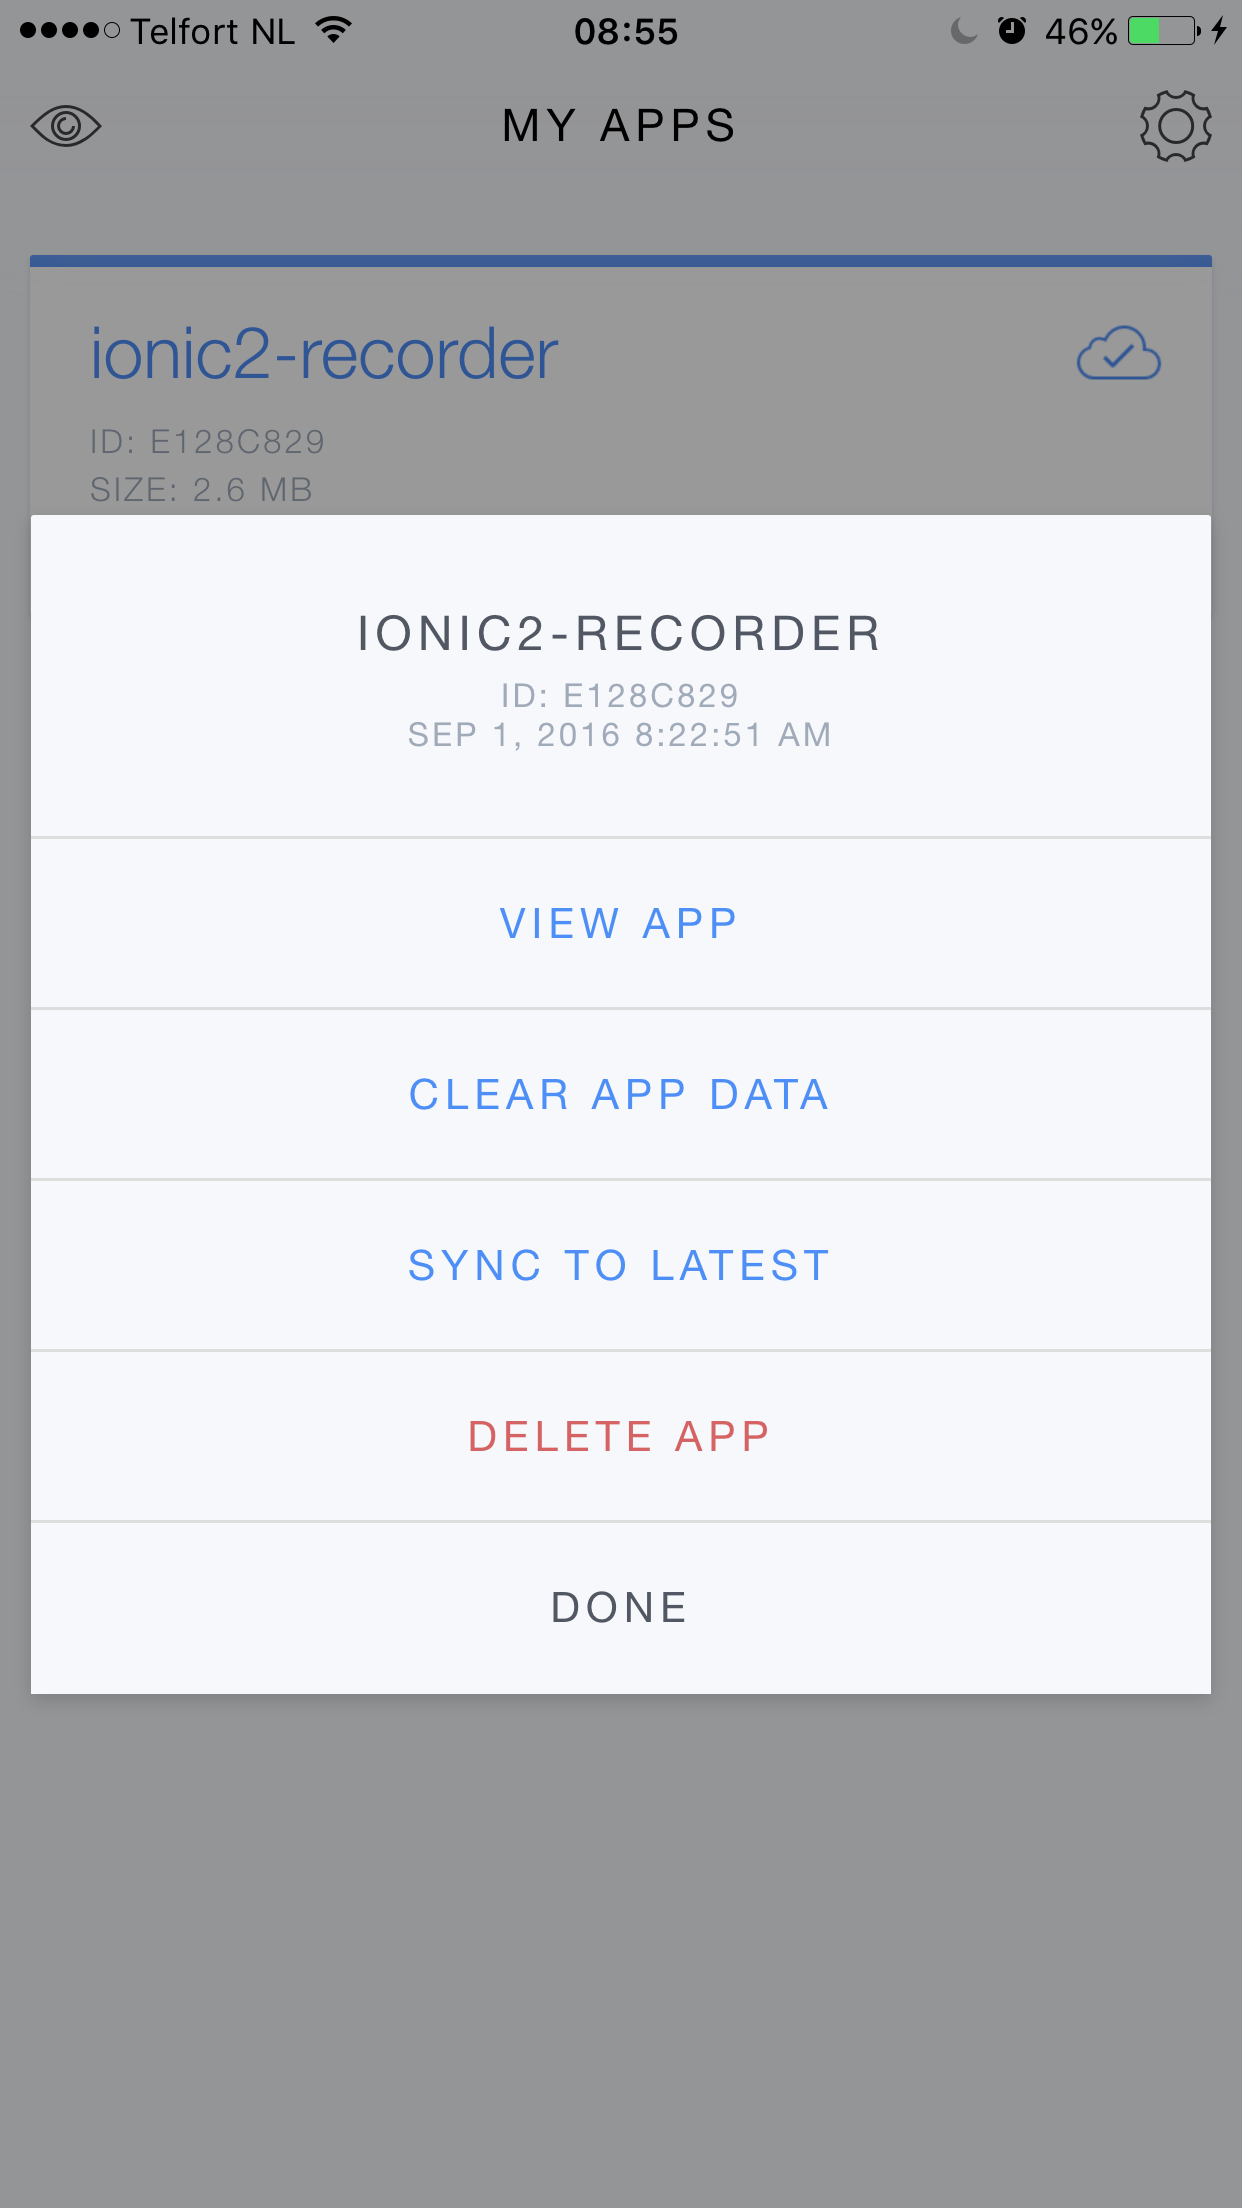 Telfort NL 08:55 46%
MY APPS
ionic2-recorder
ID: E128C829
SIZE: 2.6 MB
IONIC2-RECORDER
ID: E128C829
SEP 1, 2016 8:22:51 AM
VIEW APP
CLEAR APP DATA
SYNC TO LATEST
DELETE APP
DONE